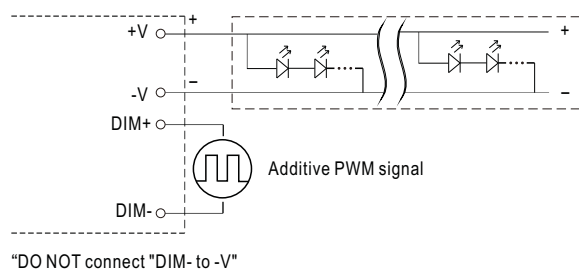 +V
+
-V
−
+
−
DIM+
Additive PWM signal
DIM-
“DO NOT connect "DIM- to -V"